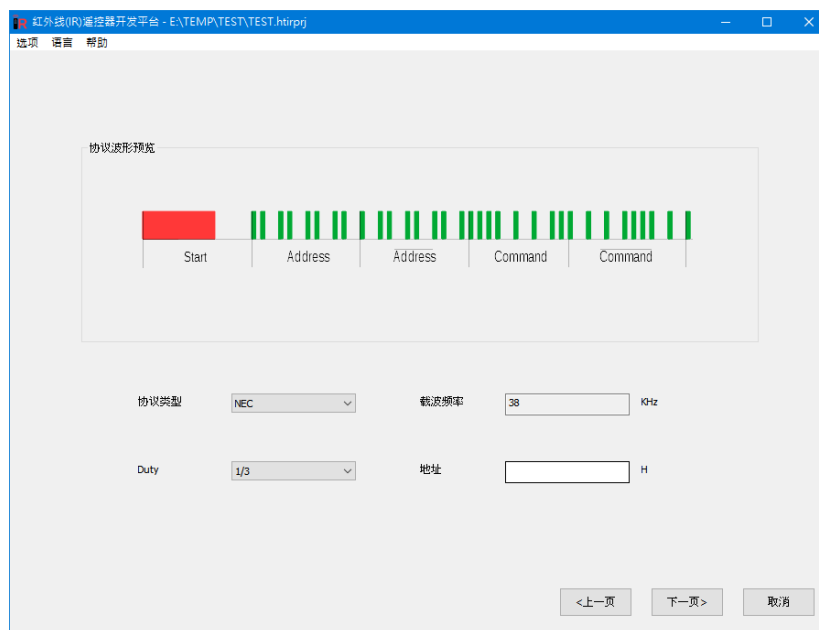 紅外线(IR)遥控器开发平台 - E:\TEMP\TEST\TEST.htirprj
选项 语言 帮助
协议波形预览
Start Address Address Command Command
协议类型 NEC 载波频率 38 KHz
Duty 1/3 地址 H
<上一页 下一页> 取消